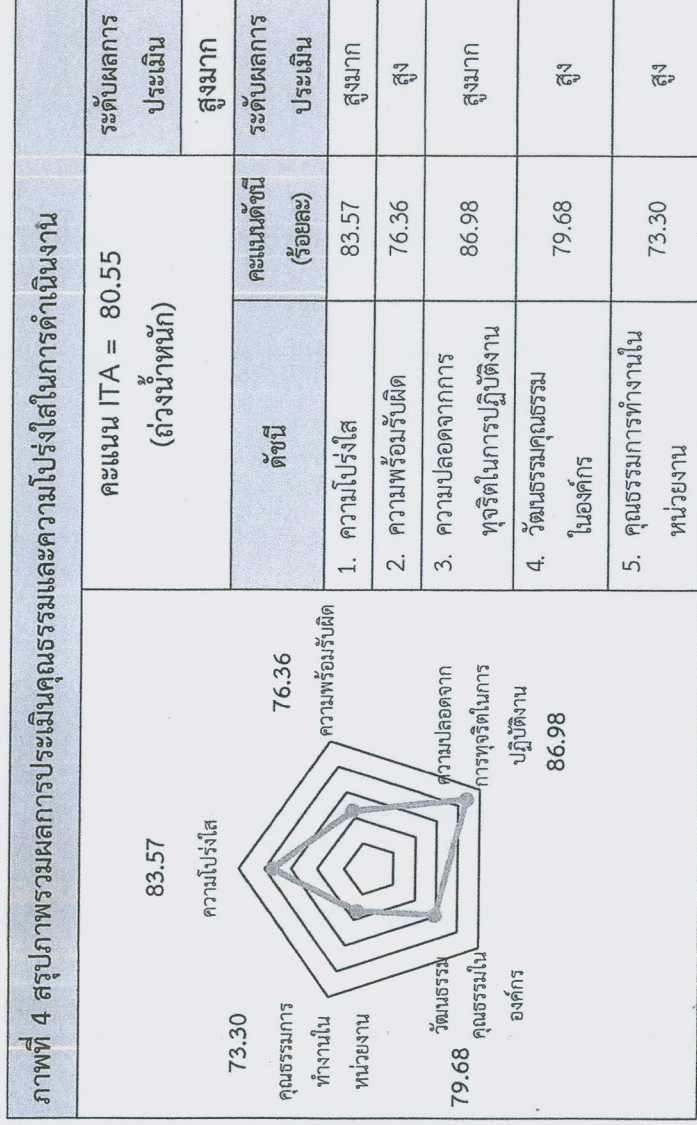 ภาพที่ 4 สรุปภาพรวมผลการประเมินคุณธรรมและความโปร่งใสในการดำเนินงาน
83.57
ความโปร่งใส
76.36
ความพร้อมรับผิด
ความปลอดจาก
การทุจริตในการ
ปฏิบัติงาน
86.98
วัฒนธรรม
คุณธรรมใน
องค์กร
79.68
73.30
คุณธรรมการ
ทำงานใน
หน่วยงาน
คะแนน ITA = 80.55
(ถ่วงน้ำหนัก)
ระดับผลการ
ประเมิน
สูงมาก
ดัชนี
คะแนนดัชนี
(ร้อยละ)
ระดับผลการ
ประเมิน
1. ความโปร่งใส 83.57 สูงมาก
2. ความพร้อมรับผิด 76.36 สูง
3. ความปลอดจากการ
ทุจริตในการปฏิบัติงาน
86.98 สูงมาก
4. วัฒนธรรมคุณธรรม
ในองค์กร
79.68 สูง
5. คุณธรรมการทำงานใน
หน่วยงาน
73.30 สูง